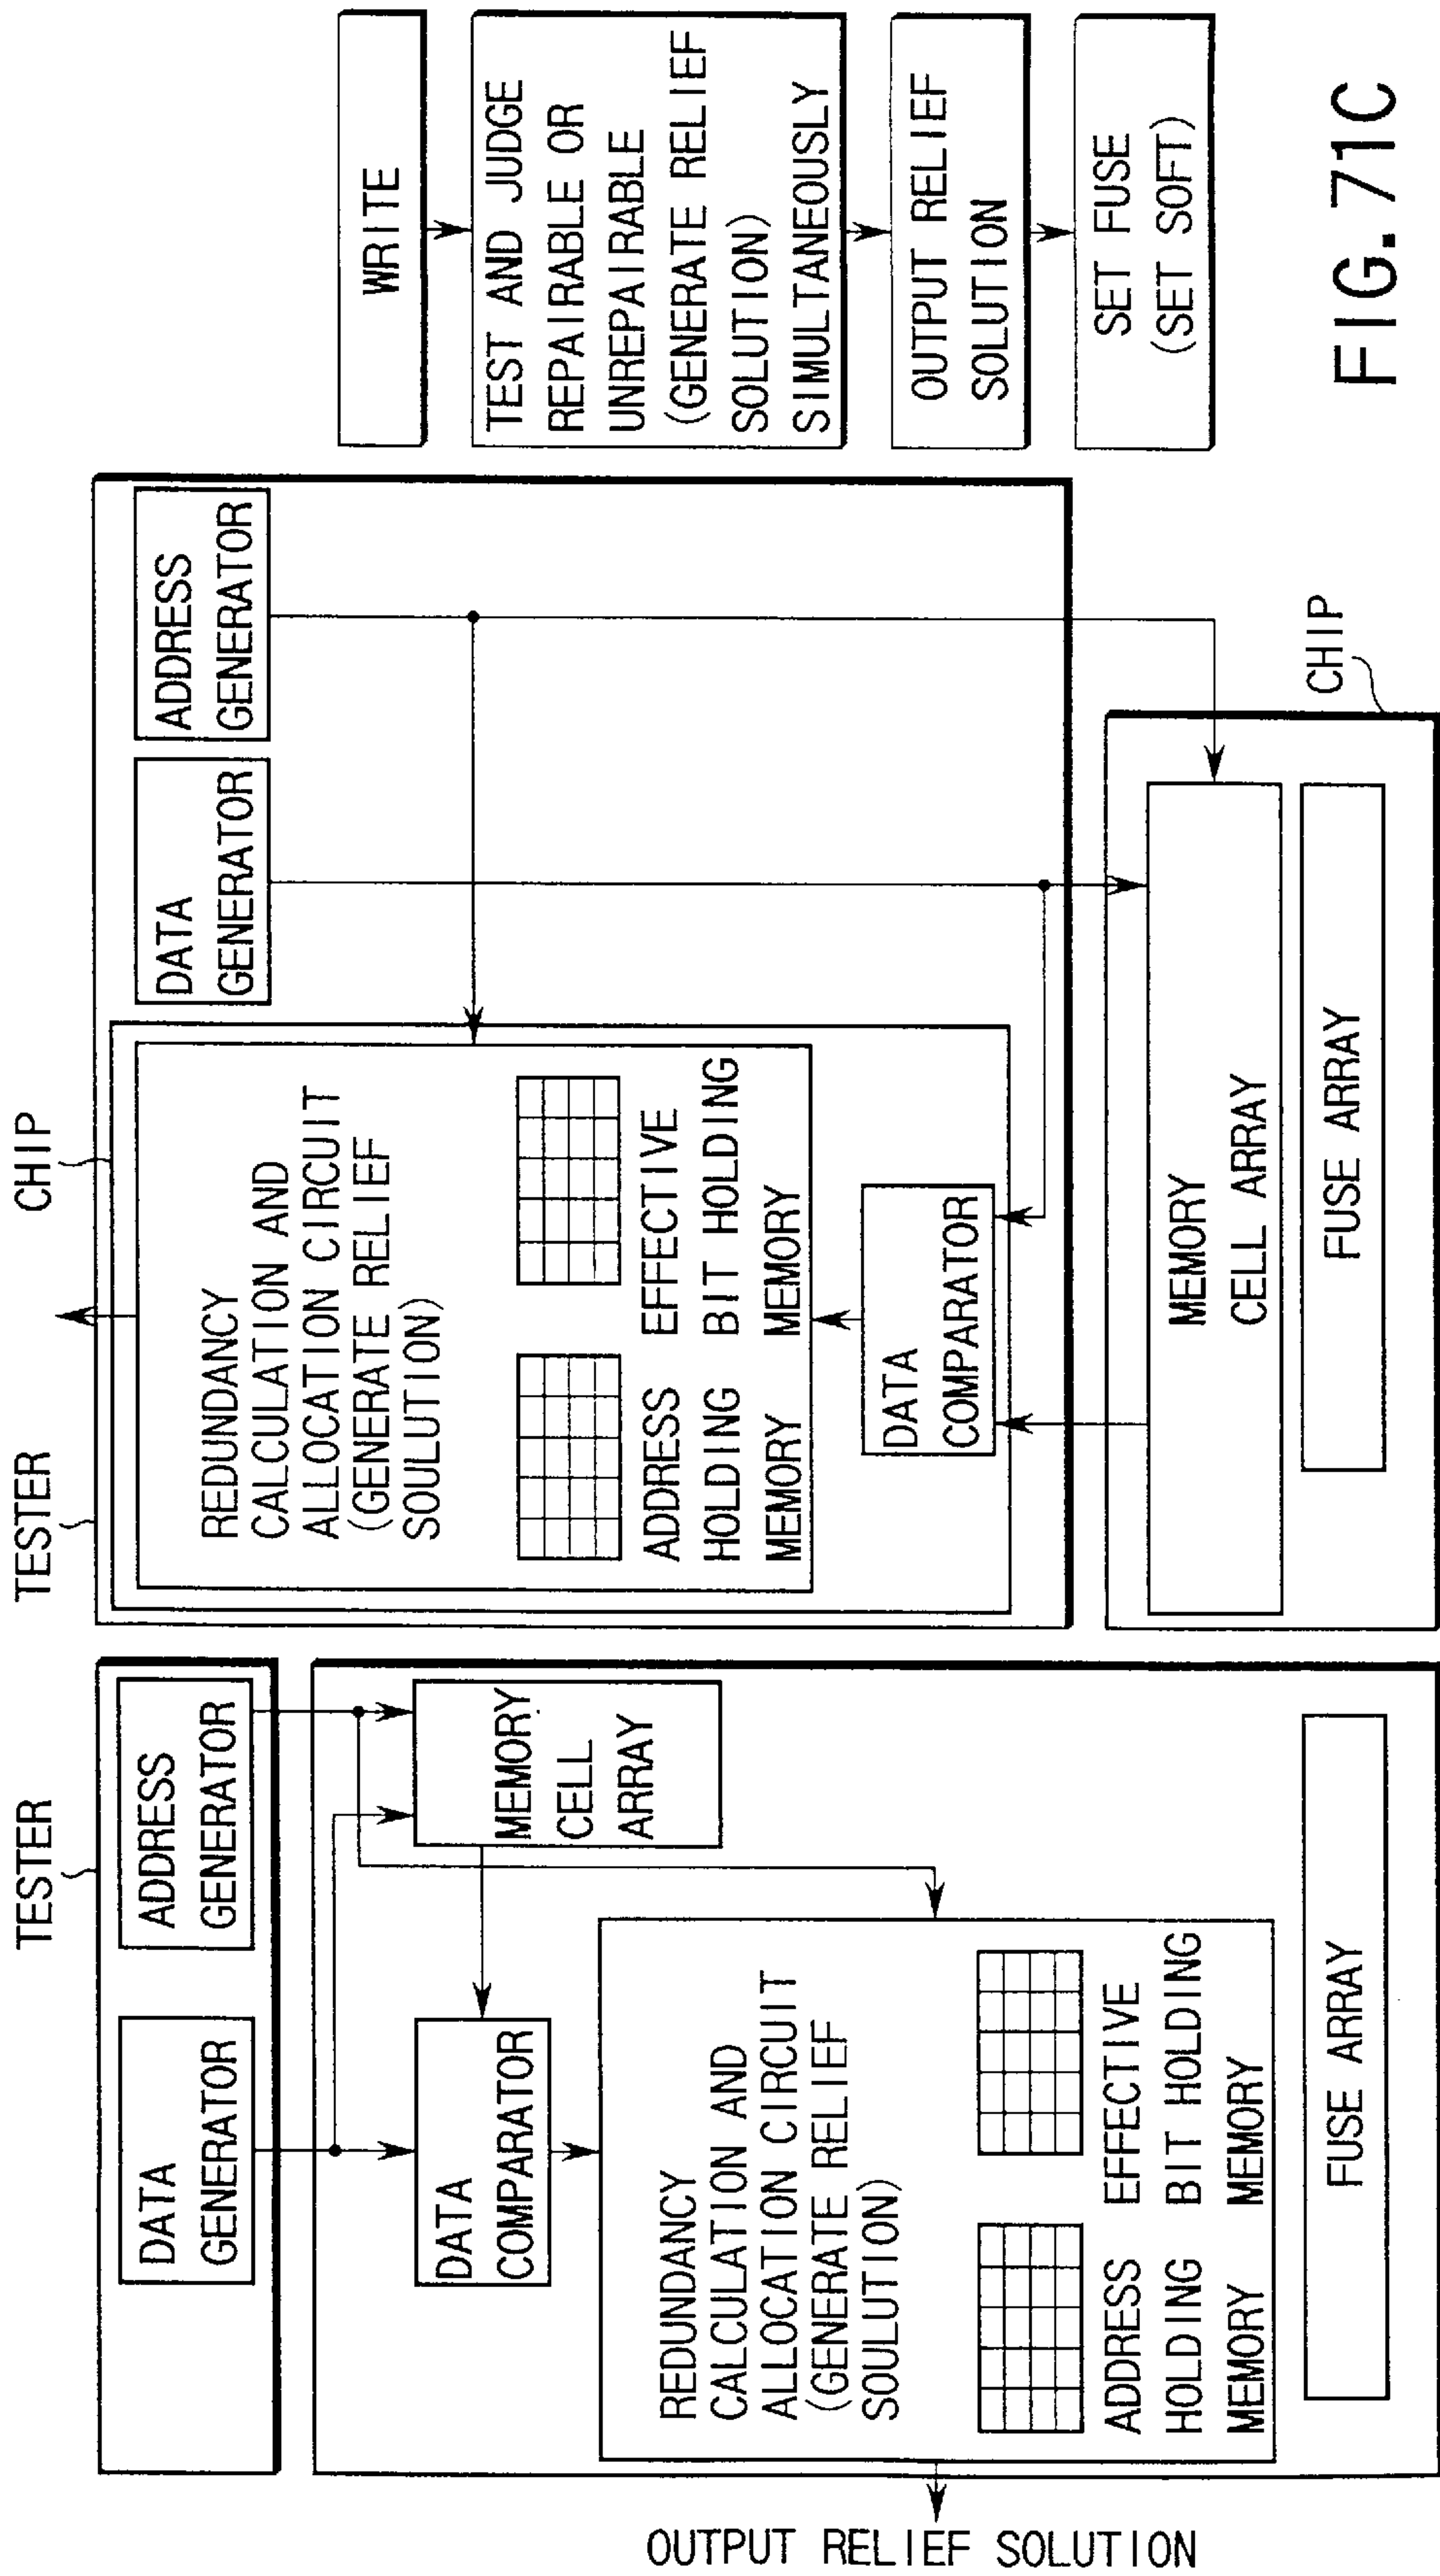 TESTER
DATA
GENERATOR
ADDRESS
GENERATOR
DATA
COMPARATOR
MEMORY
CELL
ARRAY
REDUNDANCY
CALCULATION AND
ALLOCATION CIRCUIT
(GENERATE RELIEF
SOULUTION)
ADDRESS
HOLDING
MEMORY
EFFECTIVE
BIT HOLDING
MEMORY
FUSE ARRAY
OUTPUT RELIEF SOLUTION
TESTER
CHIP
REDUNDANCY
CALCULATION AND
ALLOCATION CIRCUIT
(GENERATE RELIEF
SOULUTION)
ADDRESS
HOLDING
MEMORY
EFFECTIVE
BIT HOLDING
MEMORY
DATA
GENERATOR
ADDRESS
GENERATOR
DATA
COMPARATOR
MEMORY
CELL ARRAY
FUSE ARRAY
CHIP
WRITE
TEST AND JUDGE
REPAIRABLE OR
UNREPAIRABLE
(GENERATE RELIEF
SOLUTION)
SIMULTANEOUSLY
OUTPUT RELIEF
SOLUTION
SET FUSE
(SET SOFT)
FIG. 71C